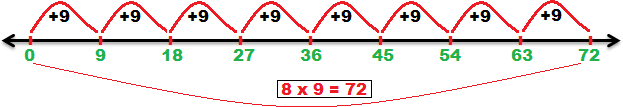 +9 +9 +9 +9 +9 +9 +9 +9
0 9 18 27 36 45 54 63 72
8 x 9 = 72